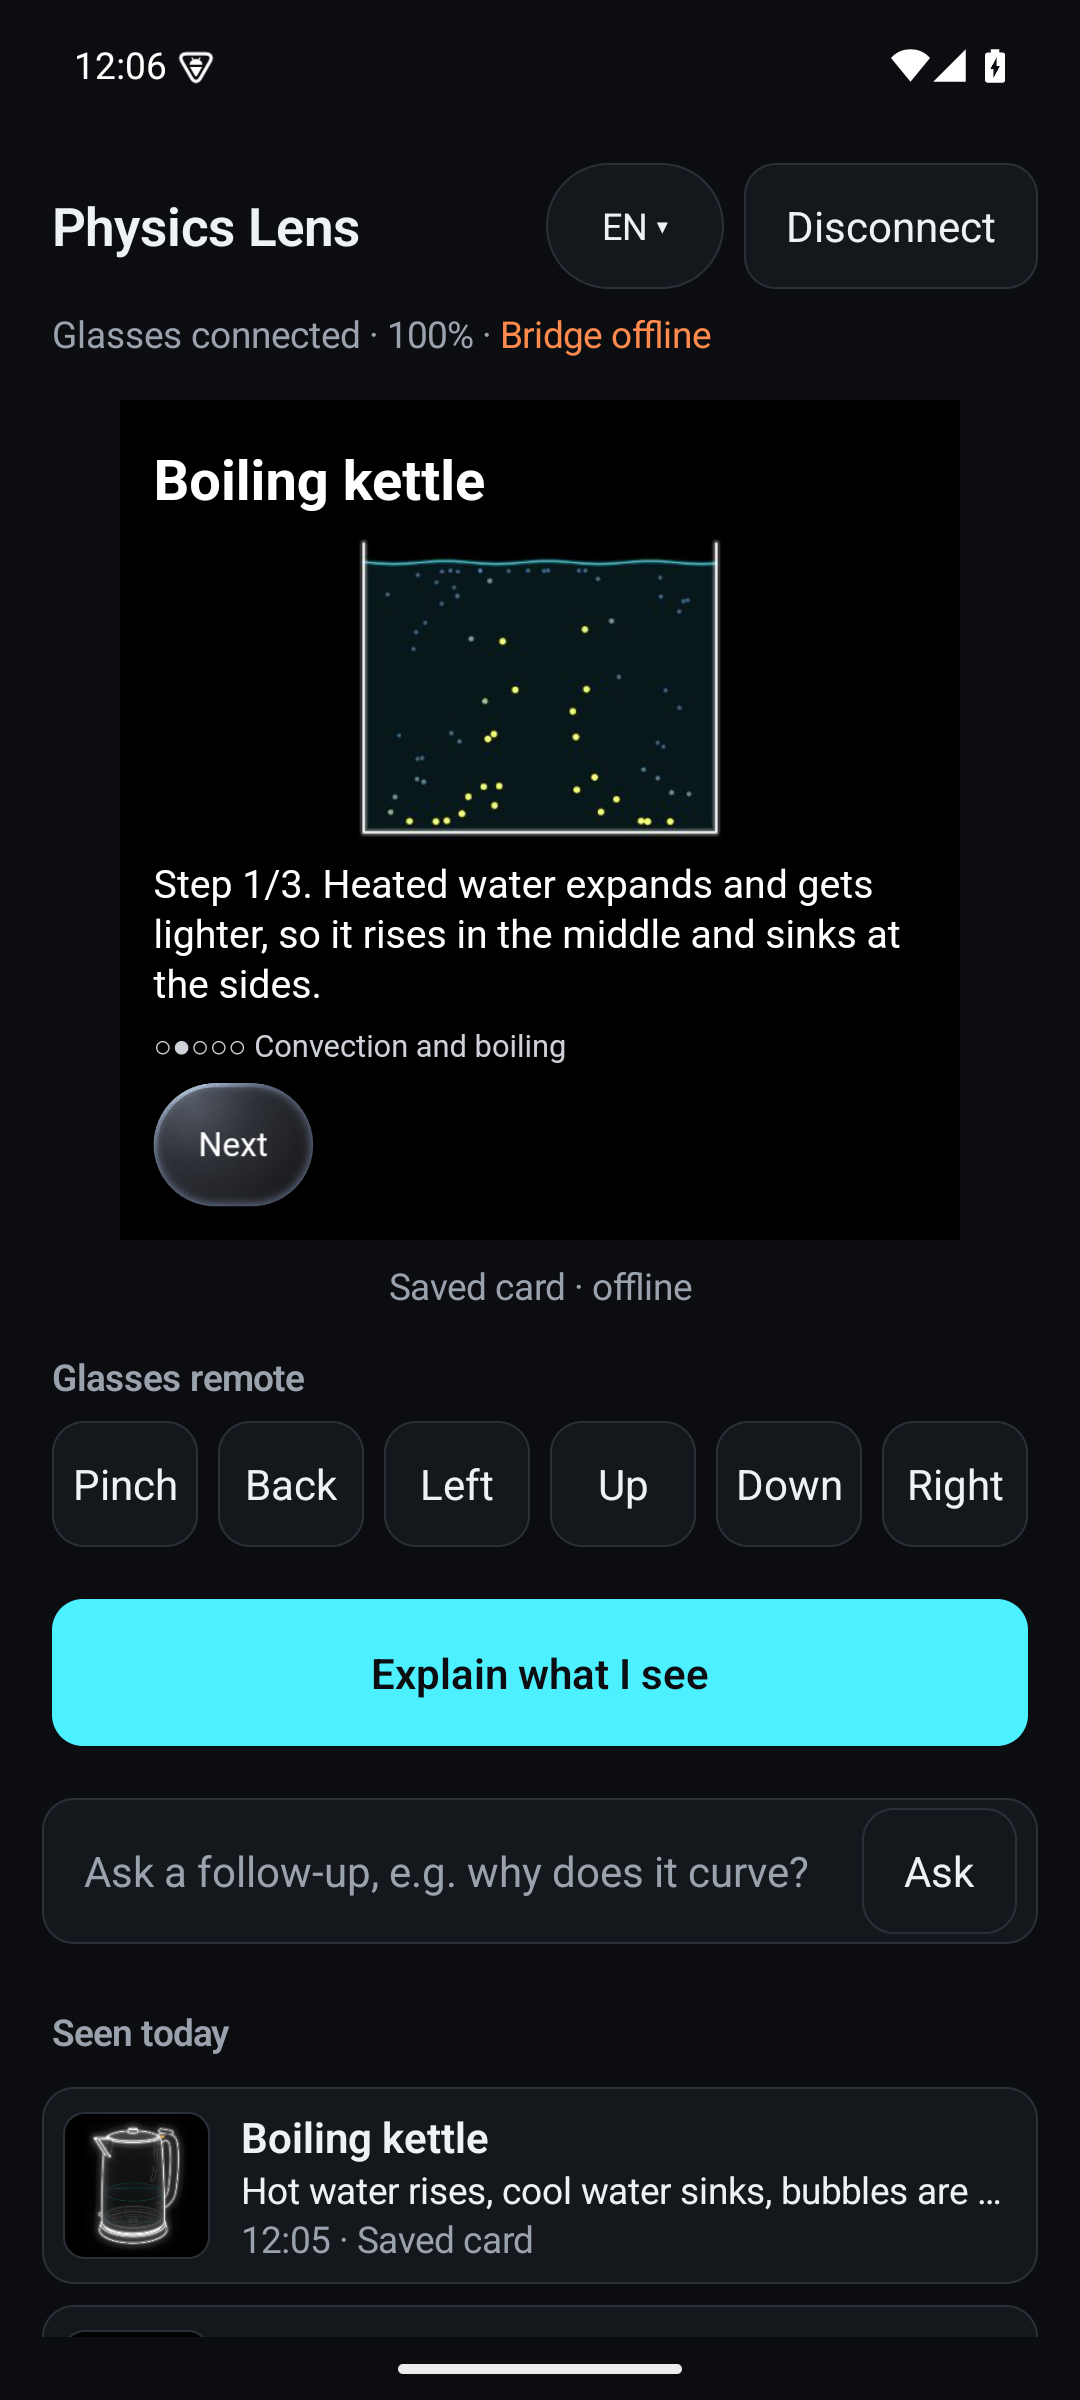 12:06
Physics Lens
EN ▾
Disconnect
Glasses connected · 100% · Bridge offline
Boiling kettle
Step 1/3. Heated water expands and gets
lighter, so it rises in the middle and sinks at
the sides.
○●○○○ Convection and boiling
Next
Saved card · offline
Glasses remote
Pinch
Back
Left
Up
Down
Right
Explain what I see
Ask a follow-up, e.g. why does it curve?
Ask
Seen today
Boiling kettle
Hot water rises, cool water sinks, bubbles are ...
12:05 · Saved card